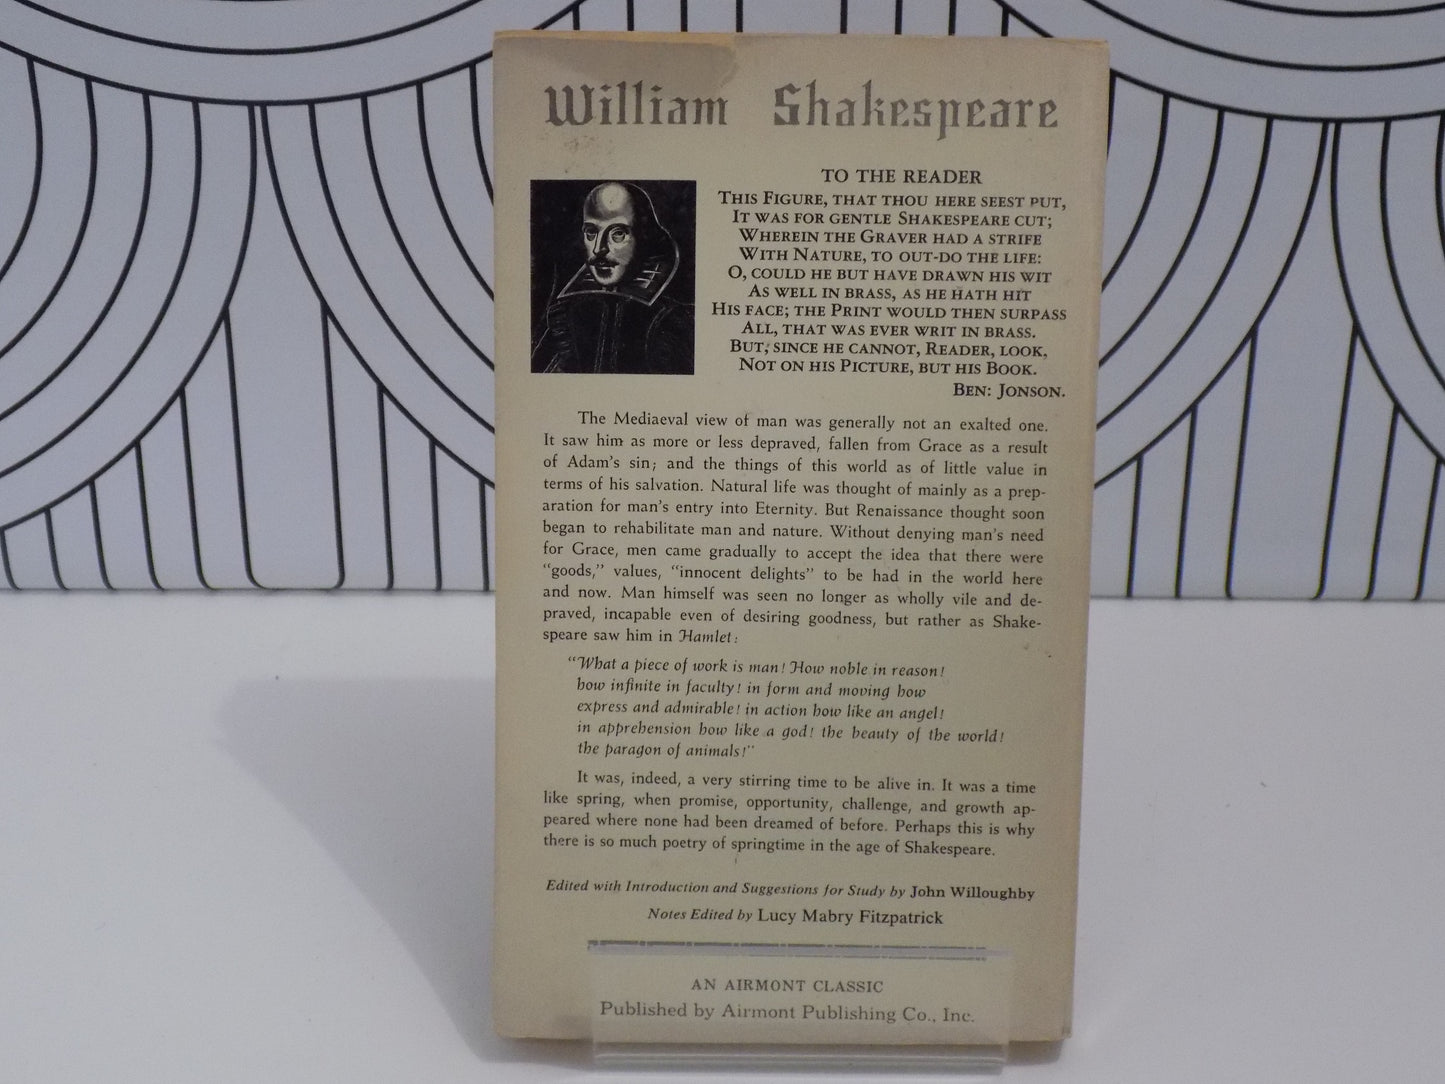 William Shakespeare
TO THE READER
THIS FIGURE, THAT THOU HERE SEEST PUT,
IT WAS FOR GENTLE SHAKESPEARE CUT;
WHEREIN THE GRAVER HAD A STRIFE
WITH NATURE, TO OUT-DO THE LIFE:
O, COULD HE BUT HAVE DRAWN HIS WIT
AS WELL IN BRASS, AS HE HATH HIT
HIS FACE; THE PRINT WOULD THEN SURPASS
ALL, THAT WAS EVER WRIT IN BRASS.
BUT, SINCE HE CANNOT, READER, LOOK,
NOT ON HIS PICTURE, BUT HIS BOOK.
BEN: JONSON.
The Mediaeval view of man was generally not an exalted one.
It saw him as more or less depraved, fallen from Grace as a result
of Adam's sin; and the things of this world as of little value in
terms of his salvation. Natural life was thought of mainly as a prep-
aration for man's entry into Eternity. But Renaissance thought soon
began to rehabilitate man and nature. Without denying man's need
for Grace, men came gradually to accept the idea that there were
"goods," values, "innocent delights" to be had in the world here
and now. Man himself was seen no longer as wholly vile and de-
praved, incapable even of desiring goodness, but rather as Shake-
speare saw him in Hamlet:
"What a piece of work is man! How noble in reason!
how infinite in faculty! in form and moving how
express and admirable! in action how like an angel!
in apprehension how like a god! the beauty of the world!
the paragon of animals!"
It was, indeed, a very stirring time to be alive in. It was a time
like spring, when promise, opportunity, challenge, and growth ap-
peared where none had been dreamed of before. Perhaps this is why
there is so much poetry of springtime in the age of Shakespeare.
Edited with Introduction and Suggestions for Study by John Willoughby
Notes Edited by Lucy Mabry Fitzpatrick
AN AIRMONT CLASSIC
Published by Airmont Publishing Co., Inc.